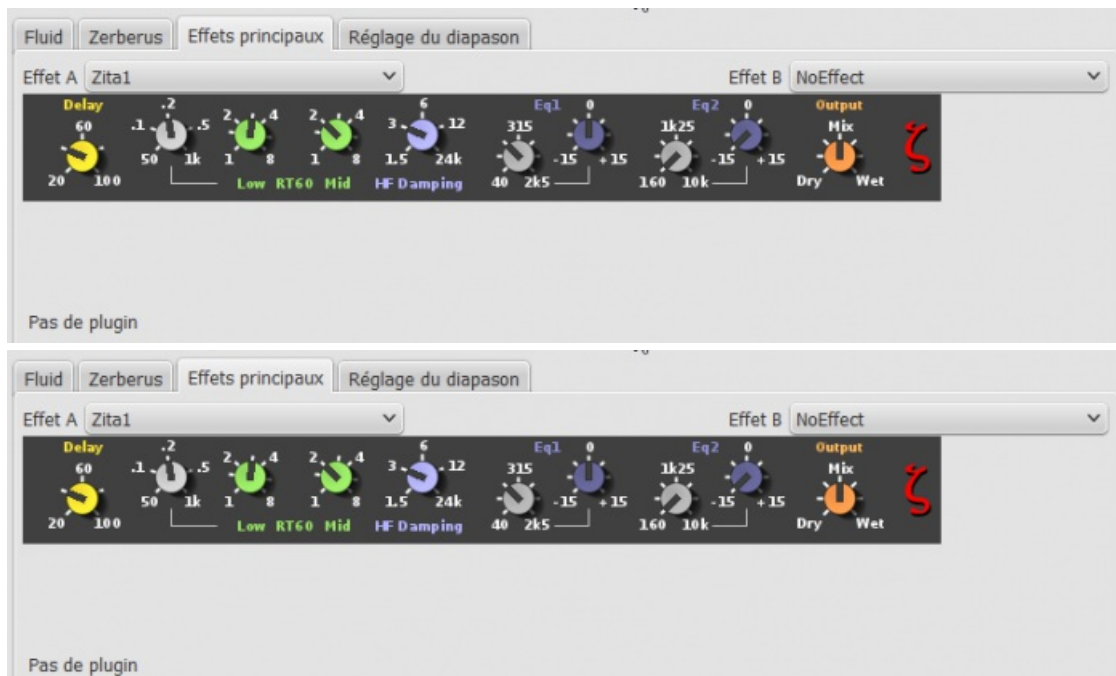 Fluid Zerberus Effets principaux Réglage du diapason
Effet A Zita1 Effet B NoEffect
Delay .2 6 Eq1 0 Eq2 0 Output
60 .1 .5 2 4 2 4 3 12 315 1k25 Mix
50 1k 1 8 1 8 1.5 24k -15 +15 -15 +15
20 100 Low RT60 Mid HF Damping 40 2k5 160 10k Dry Wet
ζ
Pas de plugin
Fluid Zerberus Effets principaux Réglage du diapason
Effet A Zita1 Effet B NoEffect
Delay .2 6 Eq1 0 Eq2 0 Output
60 .1 .5 2 4 2 4 3 12 315 1k25 Mix
50 1k 1 8 1 8 1.5 24k -15 +15 -15 +15
20 100 Low RT60 Mid HF Damping 40 2k5 160 10k Dry Wet
ζ
Pas de plugin